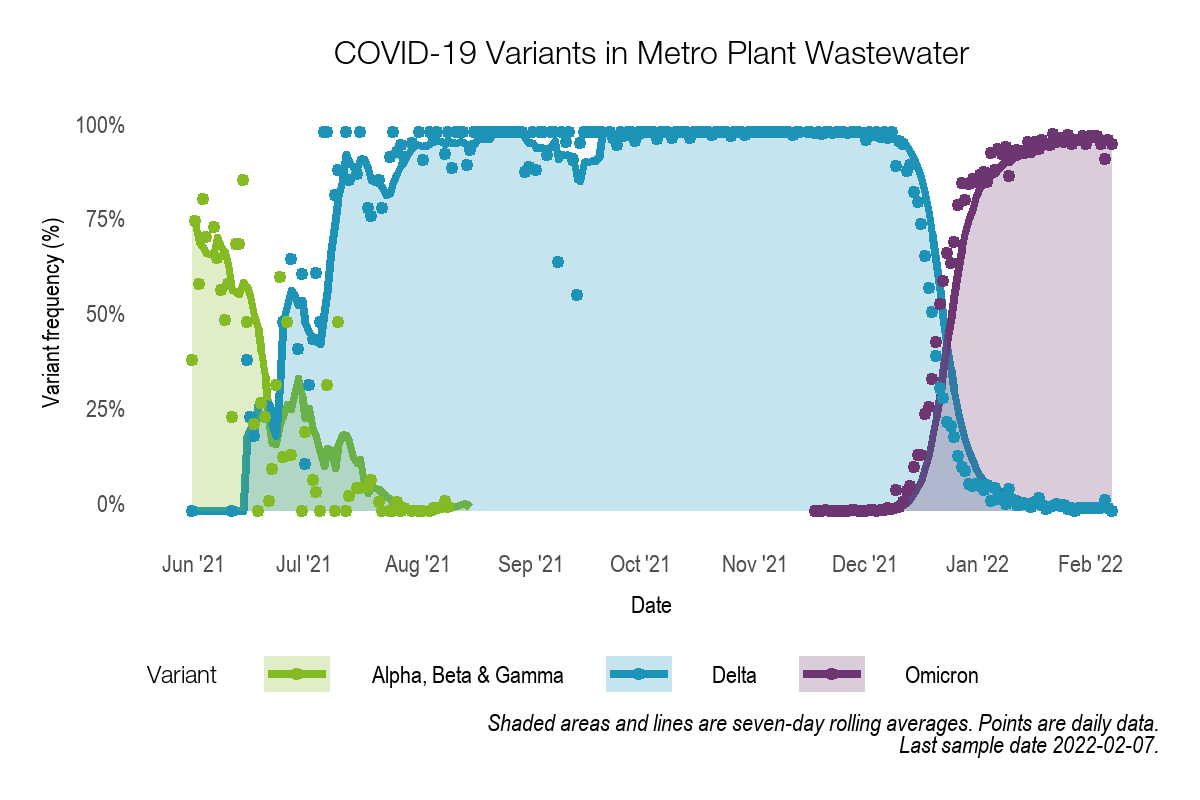 COVID-19 Variants in Metro Plant Wastewater
100%
75%
50%
25%
0%
Variant frequency (%)
Jun '21 Jul '21 Aug '21 Sep '21 Oct '21 Nov '21 Dec '21 Jan '22 Feb '22
Date
Variant Alpha, Beta & Gamma Delta Omicron
Shaded areas and lines are seven-day rolling averages. Points are daily data.
Last sample date 2022-02-07.